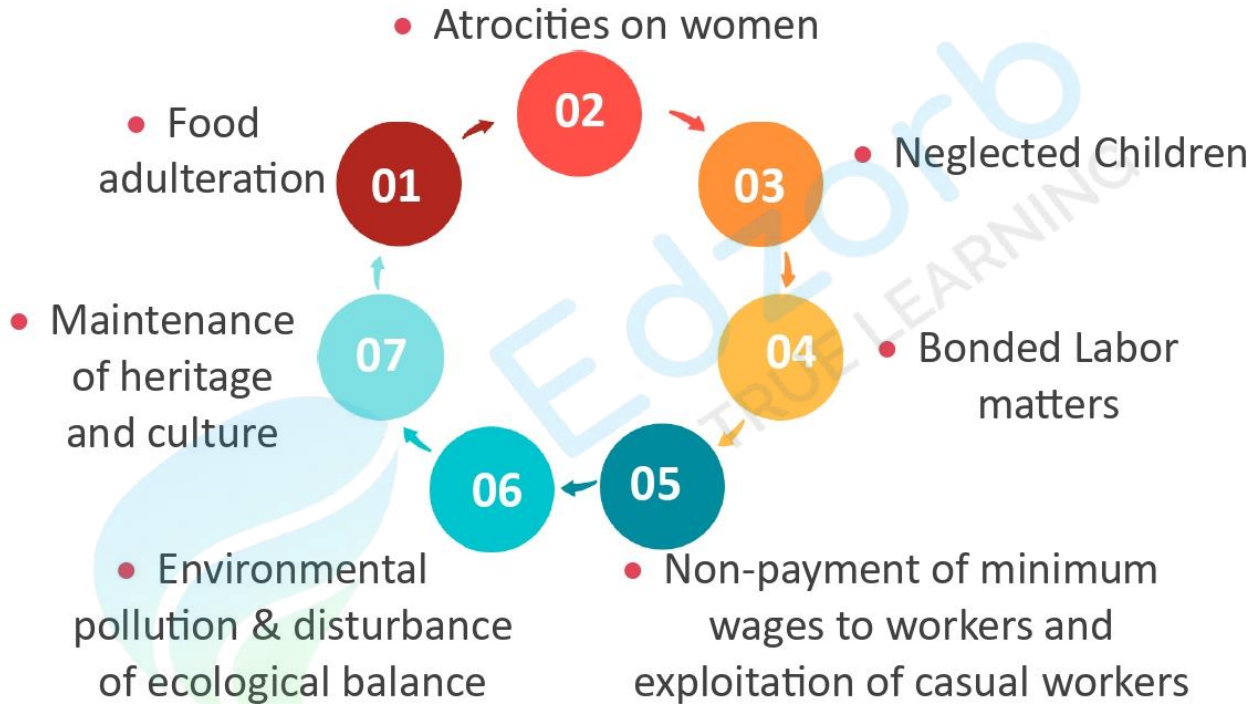 • Atrocities on women
02
• Food
adulteration
01
03
• Neglected Children
• Maintenance
of heritage
and culture
07
04
• Bonded Labor
matters
06
05
• Environmental
pollution & disturbance
of ecological balance
• Non-payment of minimum
wages to workers and
exploitation of casual workers
Edzorb
TRUE LEARNING